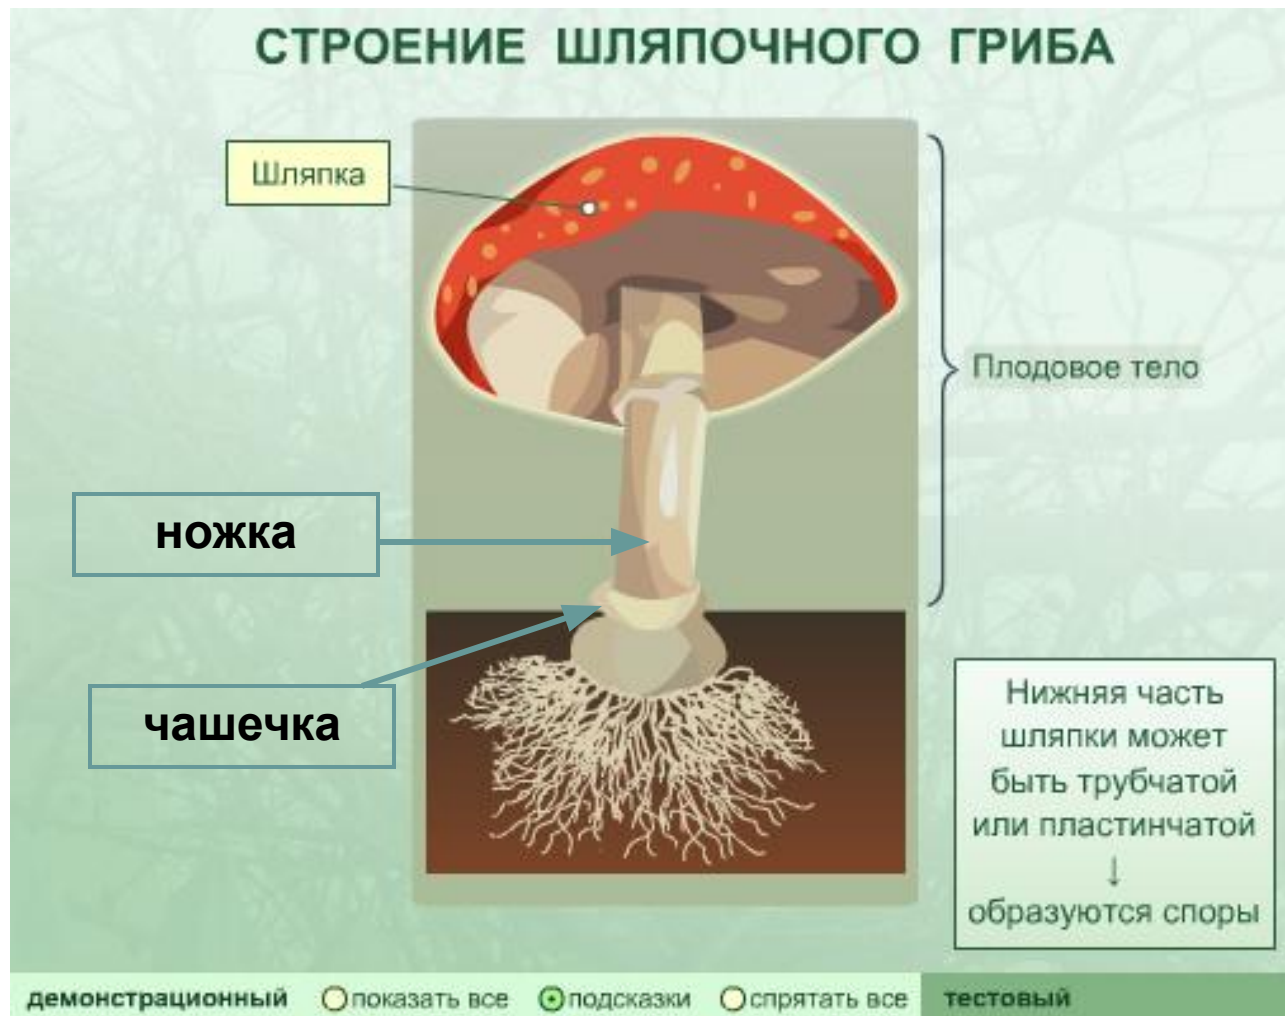 СТРОЕНИЕ ШЛЯПОЧНОГО ГРИБА
Шляпка
Плодовое тело
ножка
чашечка
Нижняя часть
шляпки может
быть трубчатой
или пластинчатой
↓
образуются споры
демонстрационный показать все подсказки спрятать все тестовый